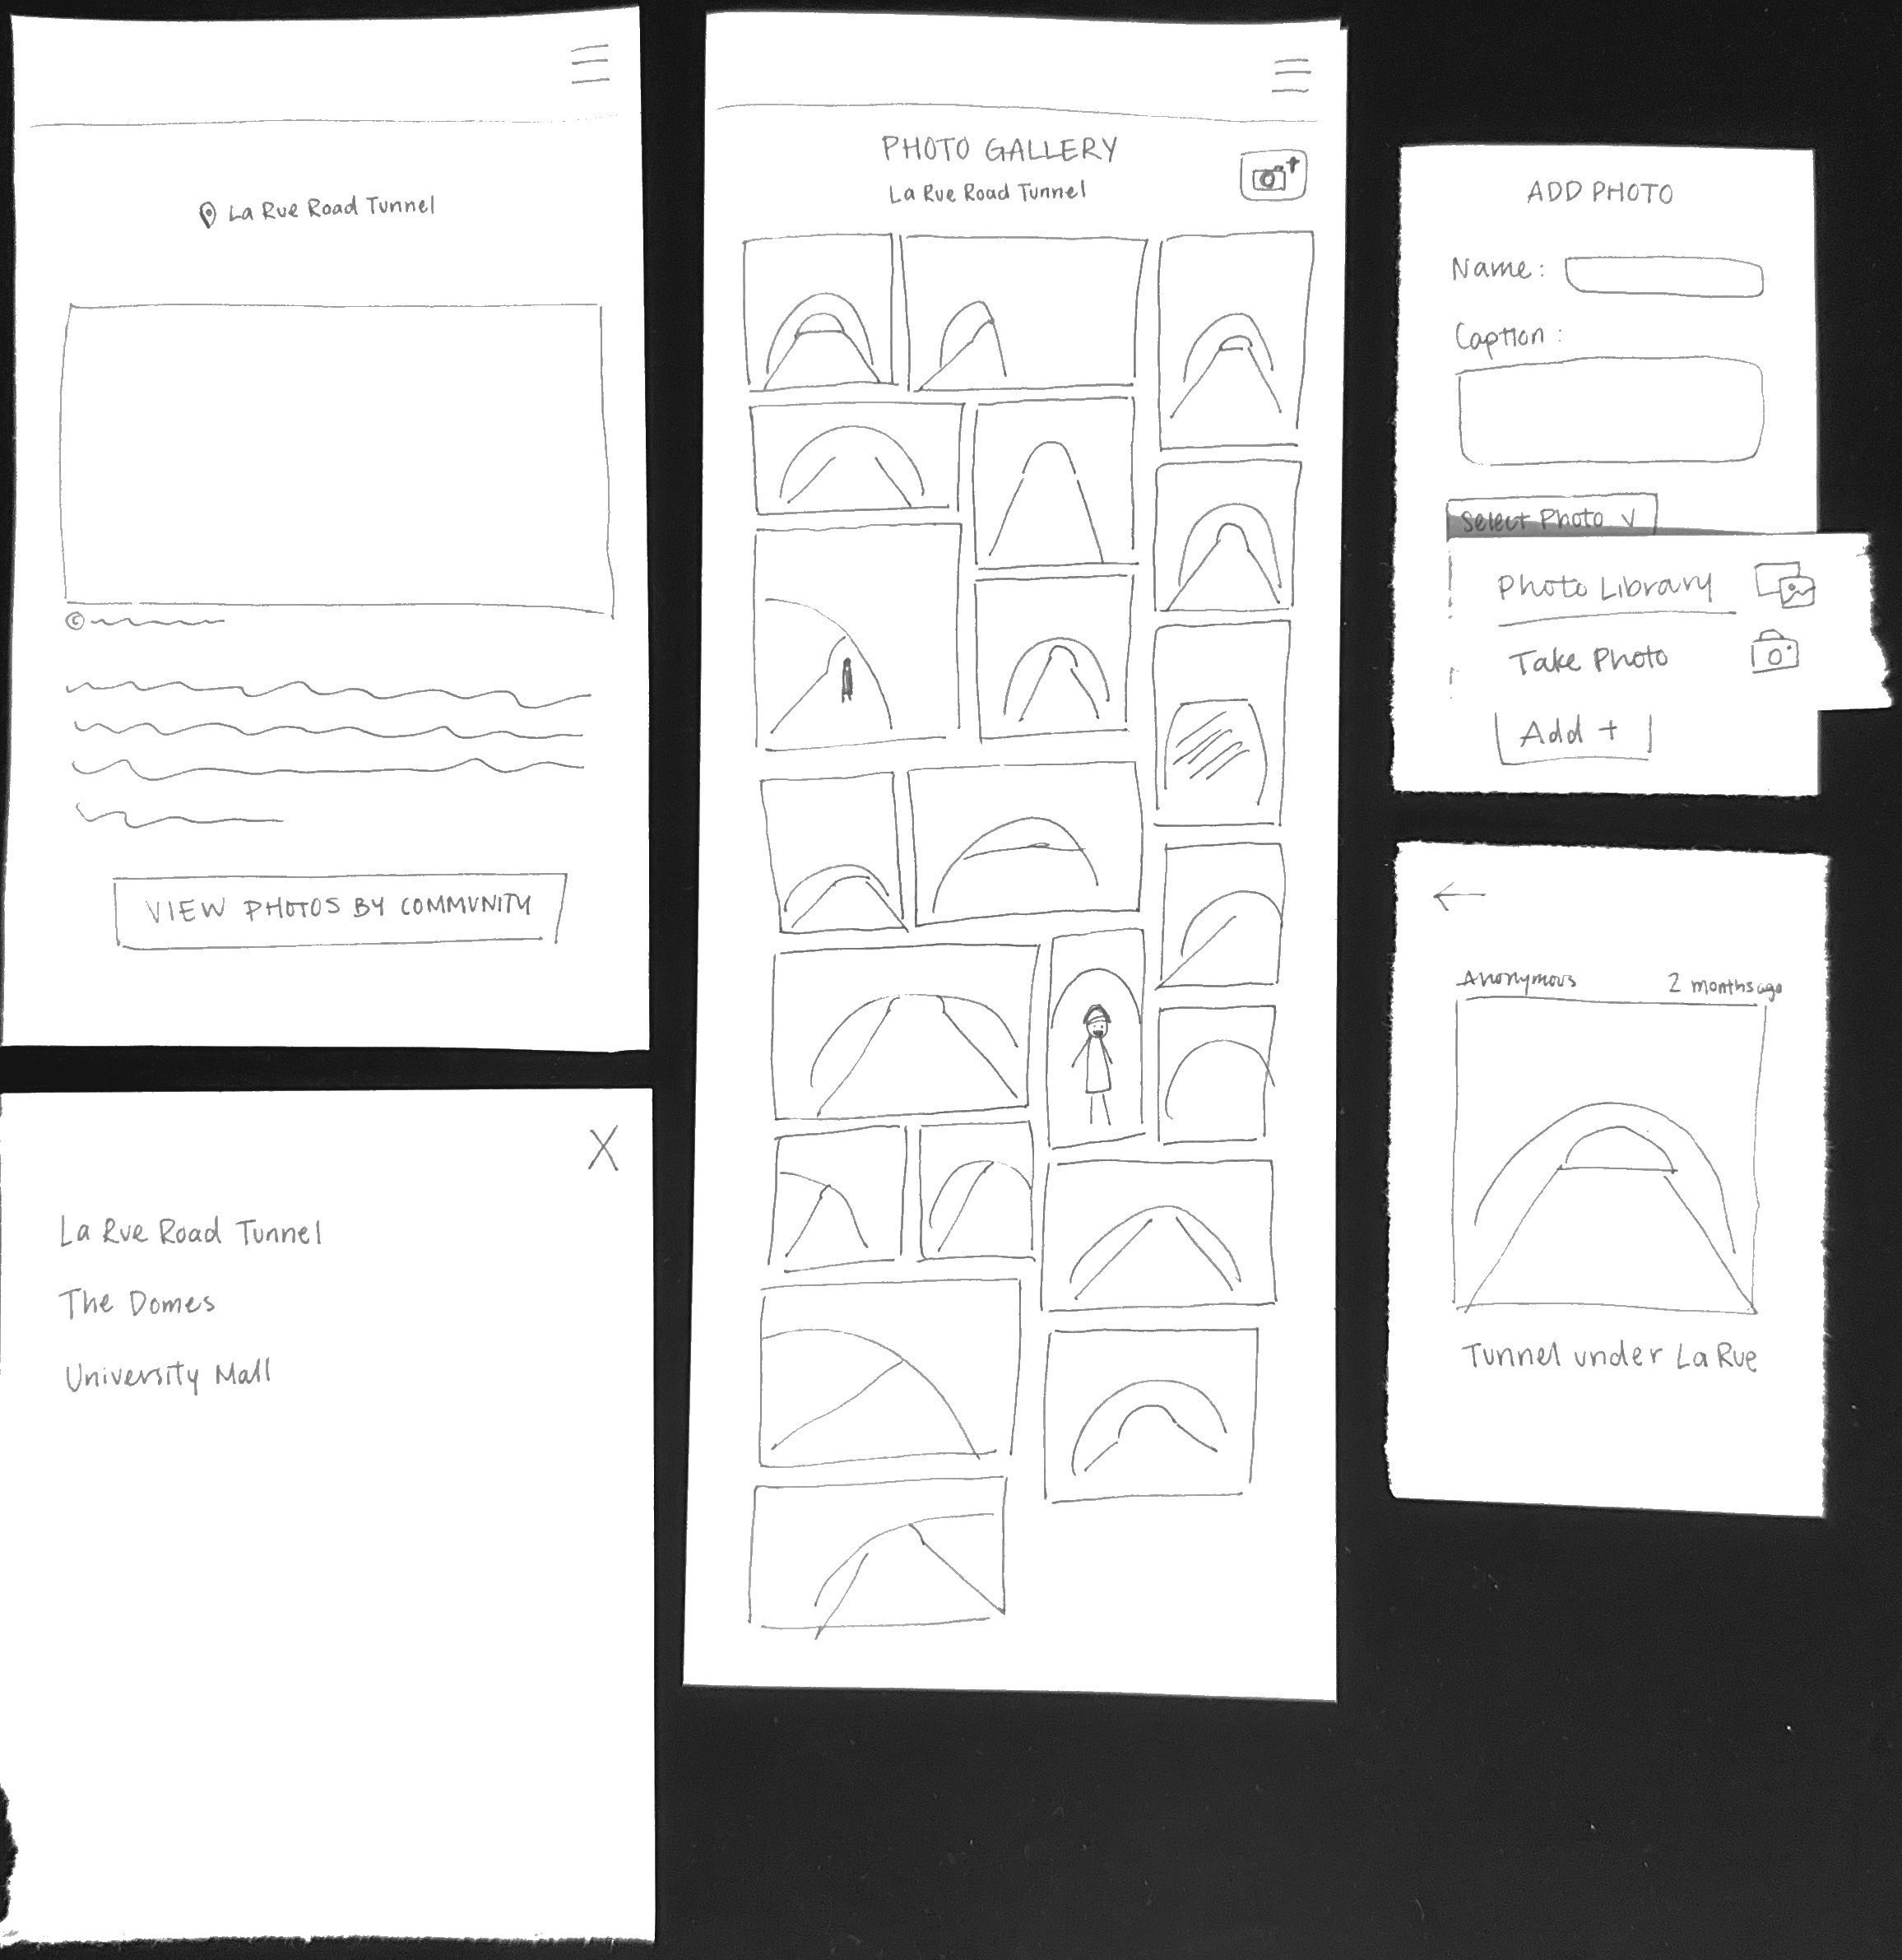 La Rue Road Tunnel
©
VIEW PHOTOS BY COMMUNITY
X
La Rue Road Tunnel
The Domes
University Mall
PHOTO GALLERY
La Rue Road Tunnel
ADD PHOTO
Name:
Caption:
Select Photo
Photo Library
Take Photo
Add +
Anonymous 2 months ago
Tunnel under La Rue